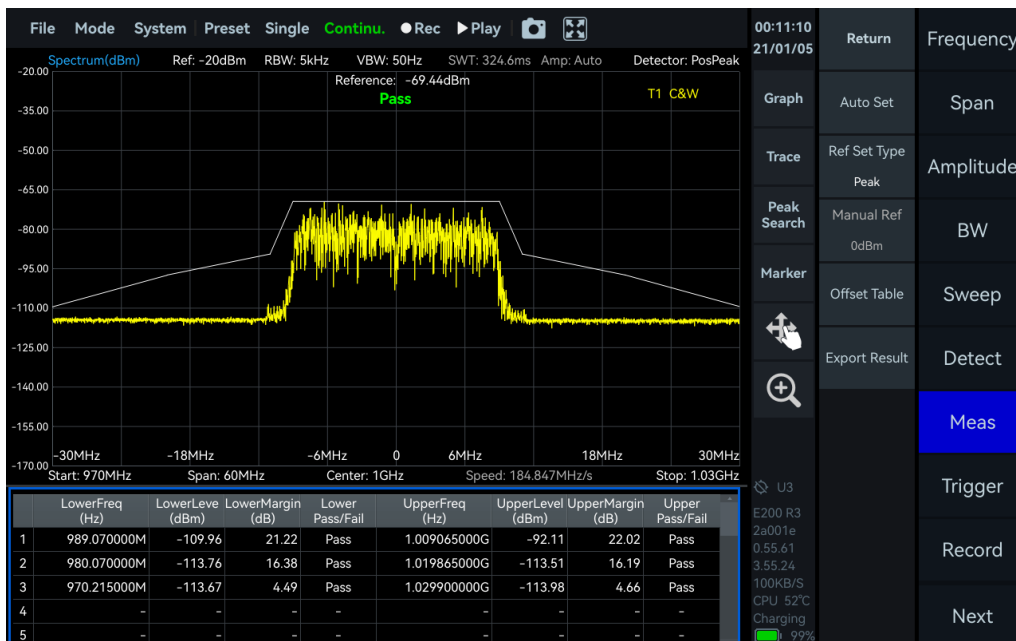 File Mode System Preset Single Continu. Rec Play
Spectrum(dBm) Ref: -20dBm RBW: 5kHz VBW: 50Hz SWT: 324.6ms Amp: Auto Detector: PosPeak
Reference: -69.44dBm
Pass
T1 C&W
-20.00
-35.00
-50.00
-65.00
-80.00
-95.00
-110.00
-125.00
-140.00
-155.00
-170.00
-30MHz -18MHz -6MHz 0 6MHz 18MHz 30MHz
Start: 970MHz Span: 60MHz Center: 1GHz Speed: 184.847MHz/s Stop: 1.03GHz
LowerFreq LowerLeve LowerMargin Lower UpperFreq UpperLevel UpperMargin Upper
(Hz) (dBm) (dB) Pass/Fail (Hz) (dBm) (dB) Pass/Fail
1 989.070000M -109.96 21.22 Pass 1.009065000G -92.11 22.02 Pass
2 980.070000M -113.76 16.38 Pass 1.019865000G -113.51 16.19 Pass
3 970.215000M -113.67 4.49 Pass 1.029900000G -113.98 4.66 Pass
4 - - - - - - - -
5 - - - - - - - -
00:11:10
21/01/05
Graph
Trace
Peak
Search
Marker
U3
E200 R3
2a001e
0.55.61
3.55.24
100KB/S
CPU 52℃
Charging
99%
Return
Auto Set
Ref Set Type
Peak
Manual Ref
0dBm
Offset Table
Export Result
Frequency
Span
Amplitude
BW
Sweep
Detect
Meas
Trigger
Record
Next